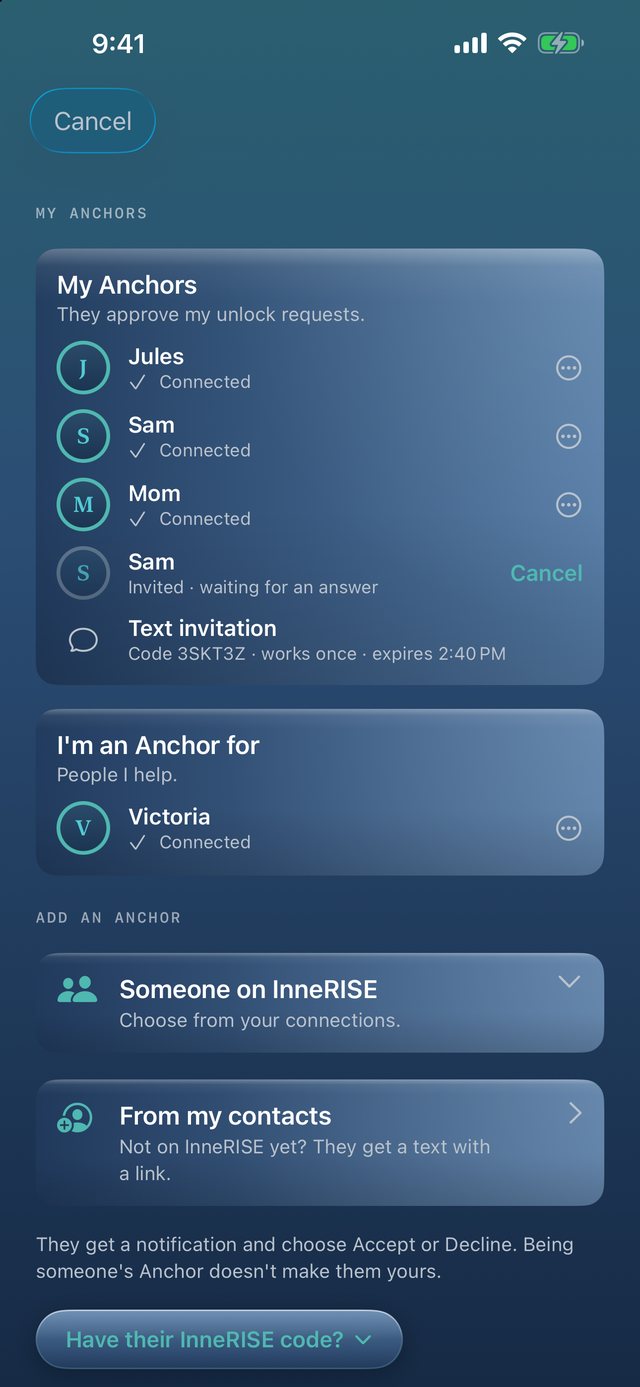 9:41
Cancel
MY ANCHORS
My Anchors
They approve my unlock requests.
J
Jules
✓ Connected
S
Sam
✓ Connected
M
Mom
✓ Connected
S
Sam
Invited · waiting for an answer
Cancel
Text invitation
Code 3SKT3Z · works once · expires 2:40 PM
I'm an Anchor for
People I help.
V
Victoria
✓ Connected
ADD AN ANCHOR
Someone on InneRISE
Choose from your connections.
From my contacts
Not on InneRISE yet? They get a text with
a link.
They get a notification and choose Accept or Decline. Being
someone's Anchor doesn't make them yours.
Have their InneRISE code?